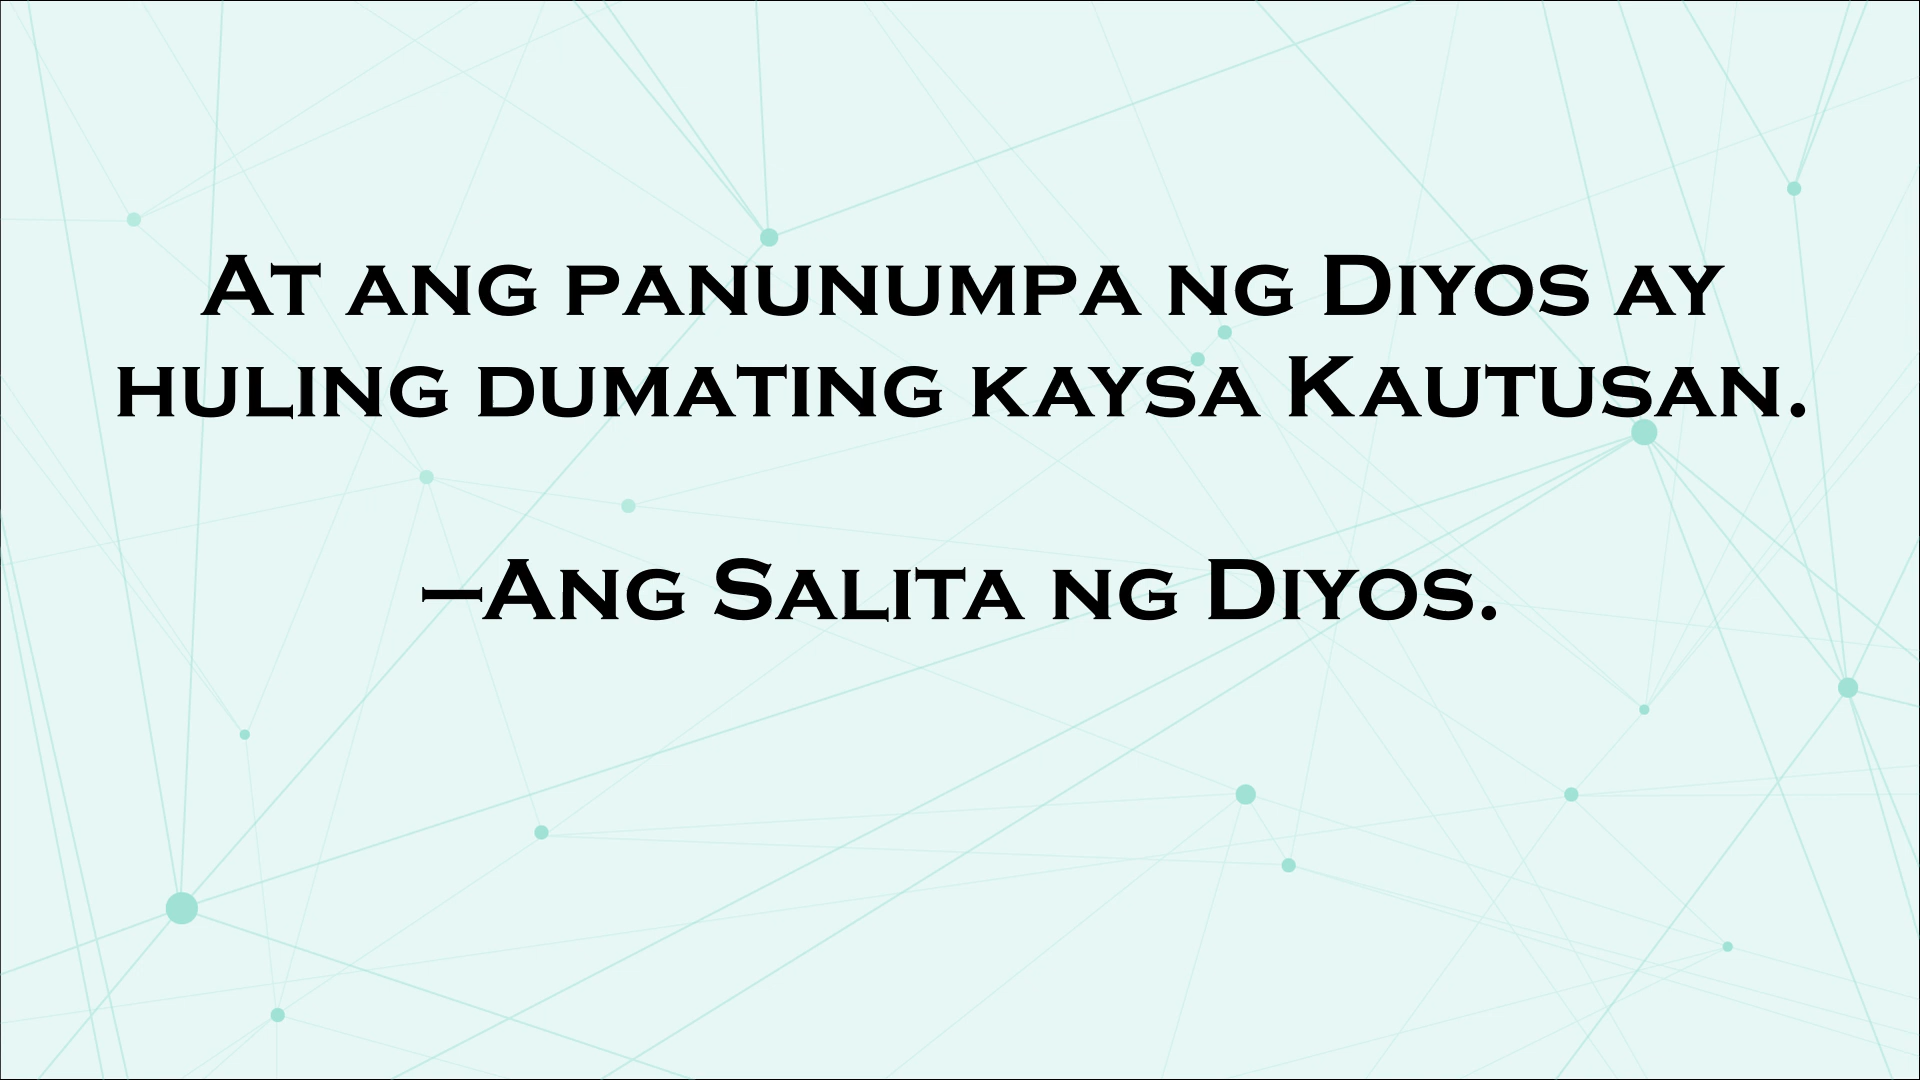 At ang panunumpa ng Diyos ay
huling dumating kaysa Kautusan.
–Ang Salita ng Diyos.